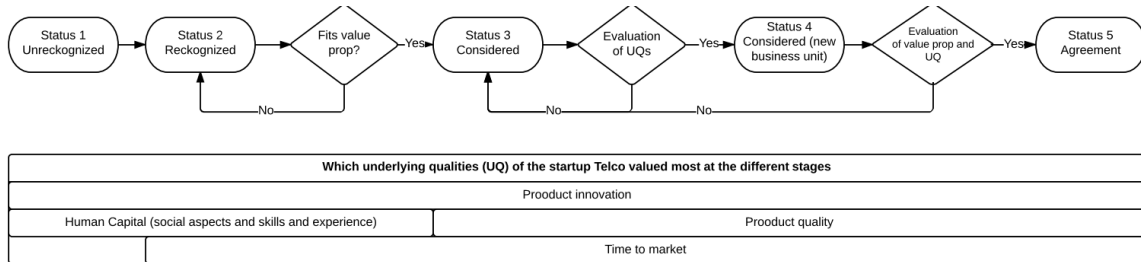 Status 1
Unreckognized
Status 2
Reckognized
Fits value
prop?
Yes
Status 3
Considered
Evaluation
of UQs
Yes
Status 4
Considered (new
business unit)
Evaluation
of value prop and
UQ
Yes
Status 5
Agreement
No
No
No
Which underlying qualities (UQ) of the startup Telco valued most at the different stages
Prooduct innovation
Human Capital (social aspects and skills and experience)
Prooduct quality
Time to market